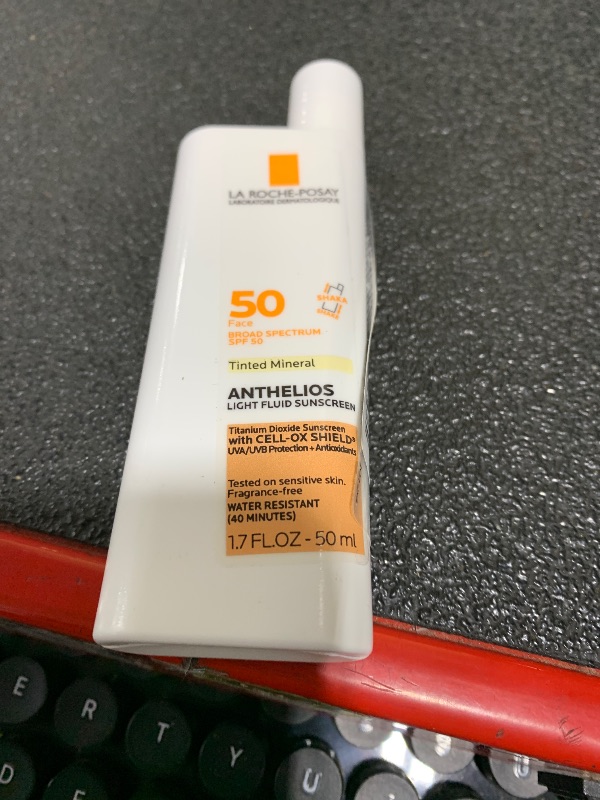 LA ROCHE-POSAY
LABORATOIRE DERMATOLOGIQUE
50
Face
BROAD SPECTRUM
SPF 50
SHAKA
SHAKA
Tinted Mineral
ANTHELIOS
LIGHT FLUID SUNSCREEN
Titanium Dioxide Sunscreen
with CELL-OX SHIELD®
UVA/UVB Protection + Antioxidants
Tested on sensitive skin.
Fragrance-free
WATER RESISTANT
(40 MINUTES)
1.7 FL.OZ - 50 ml
E R T Y U
D F